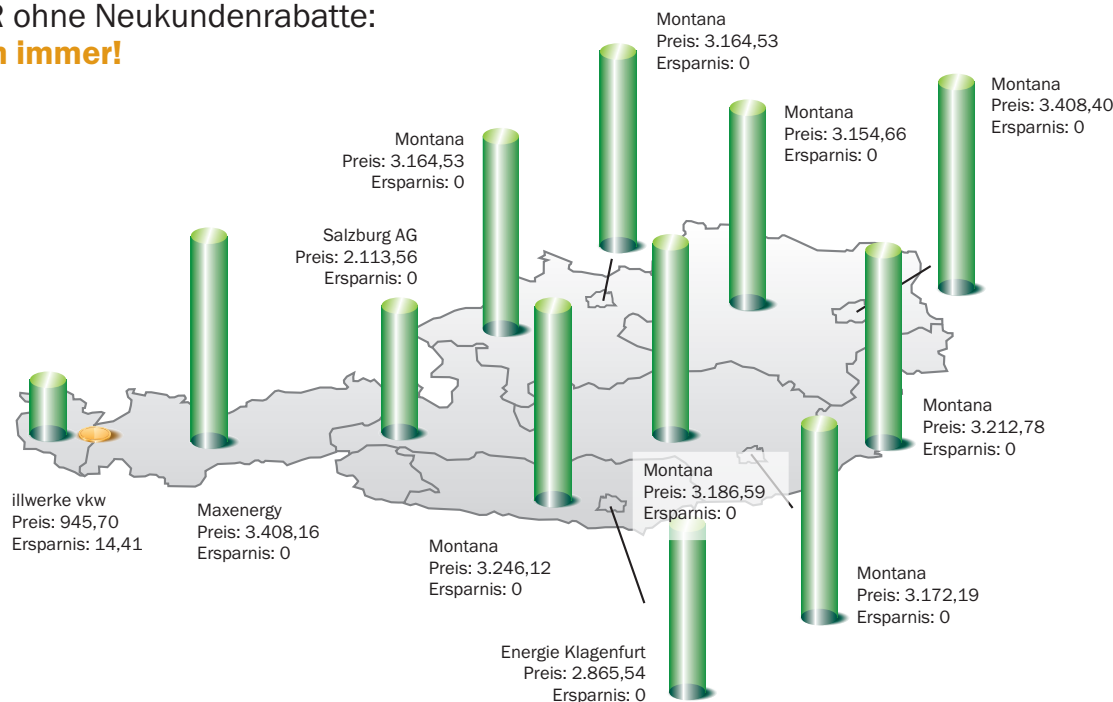 R ohne Neukundenrabatte:
n immer!
Montana
Preis: 3.164,53
Ersparnis: 0
Montana
Preis: 3.408,40
Ersparnis: 0
Montana
Preis: 3.154,66
Ersparnis: 0
Montana
Preis: 3.164,53
Ersparnis: 0
Salzburg AG
Preis: 2.113,56
Ersparnis: 0
Montana
Preis: 3.212,78
Ersparnis: 0
Montana
Preis: 3.186,59
Ersparnis: 0
illwerke vkw
Preis: 945,70
Ersparnis: 14,41
Maxenergy
Preis: 3.408,16
Ersparnis: 0
Montana
Preis: 3.246,12
Ersparnis: 0
Montana
Preis: 3.172,19
Ersparnis: 0
Energie Klagenfurt
Preis: 2.865,54
Ersparnis: 0